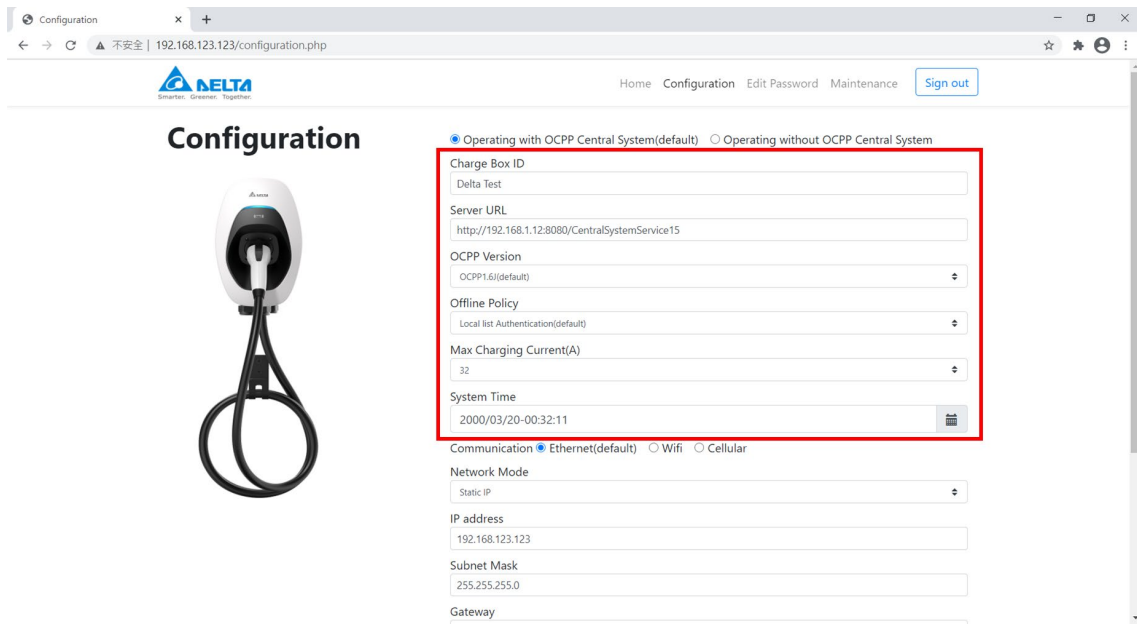 Configuration
不安全 | 192.168.123.123/configuration.php
DELTA
Smarter. Greener. Together.
Home Configuration Edit Password Maintenance Sign out
Configuration
Operating with OCPP Central System(default) Operating without OCPP Central System
Charge Box ID
Delta Test
Server URL
http://192.168.1.12:8080/CentralSystemService15
OCPP Version
OCPP1.6J(default)
Offline Policy
Local list Authentication(default)
Max Charging Current(A)
32
System Time
2000/03/20-00:32:11
Communication Ethernet(default) Wifi Cellular
Network Mode
Static IP
IP address
192.168.123.123
Subnet Mask
255.255.255.0
Gateway